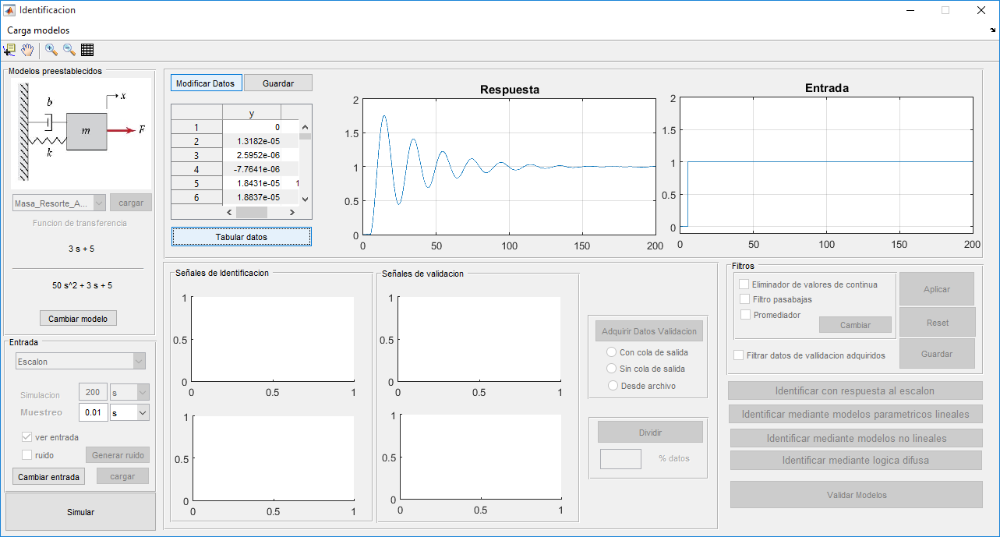 Identificacion
Carga modelos
Modelos preestablecidos
b
x
m
F
k
Masa_Resorte_A...
cargar
Funcion de transferencia
3 s + 5
50 s^2 + 3 s + 5
Cambiar modelo
Entrada
Escalon
Simulacion 200 s
Muestreo 0.01 s
ver entrada
ruido Generar ruido
Cambiar entrada cargar
Simular
Modificar Datos Guardar
y
1 0
2 1.3182e-05
3 2.5952e-06
4 -7.7641e-06
5 1.8431e-05 1
6 1.8837e-05
Tabular datos
Respuesta
2
1.5
1
0.5
0
0 50 100 150 200
Entrada
2
1.5
1
0.5
0
0 50 100 150 200
Señales de Identificacion
1
0.5
0
0 0.5 1
1
0.5
0
0 0.5 1
Señales de validacion
1
0.5
0
0 0.5 1
1
0.5
0
0 0.5 1
Adquirir Datos Validacion
Con cola de salida
Sin cola de salida
Desde archivo
Dividir
% datos
Filtros
Eliminador de valores de continua
Filtro pasabajas
Promediador
Cambiar
Aplicar
Reset
Guardar
Filtrar datos de vallidacion adquiridos
Identificar con respuesta al escalon
Identificar mediante modelos parametricos lineales
Identificar mediante modelos no lineales
Identificar mediante logica difusa
Validar Modelos